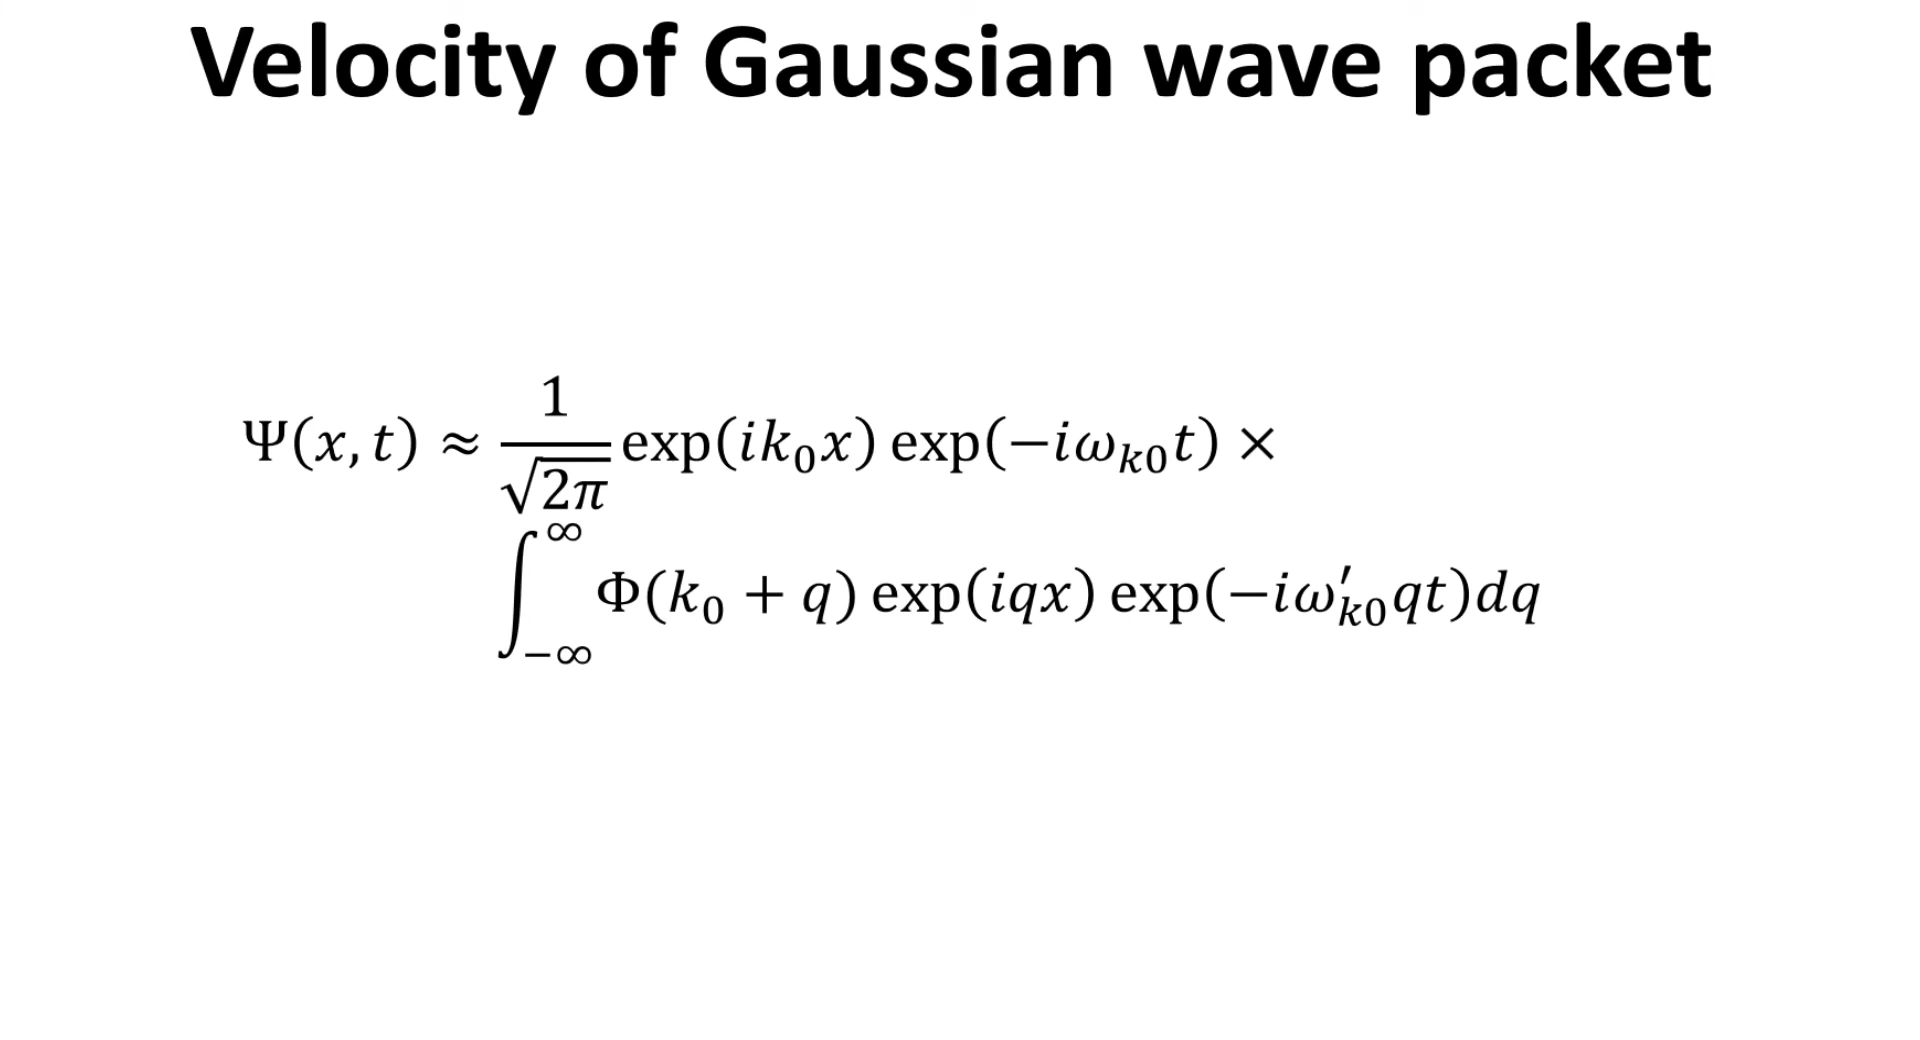 Velocity of Gaussian wave packet
Ψ(x, t) ≈ 1/√2π exp(ik₀x) exp(−iω_{k0}t) ×
∫_{−∞}^{∞} Φ(k₀ + q) exp(iqx) exp(−iω′_{k0}qt)dq